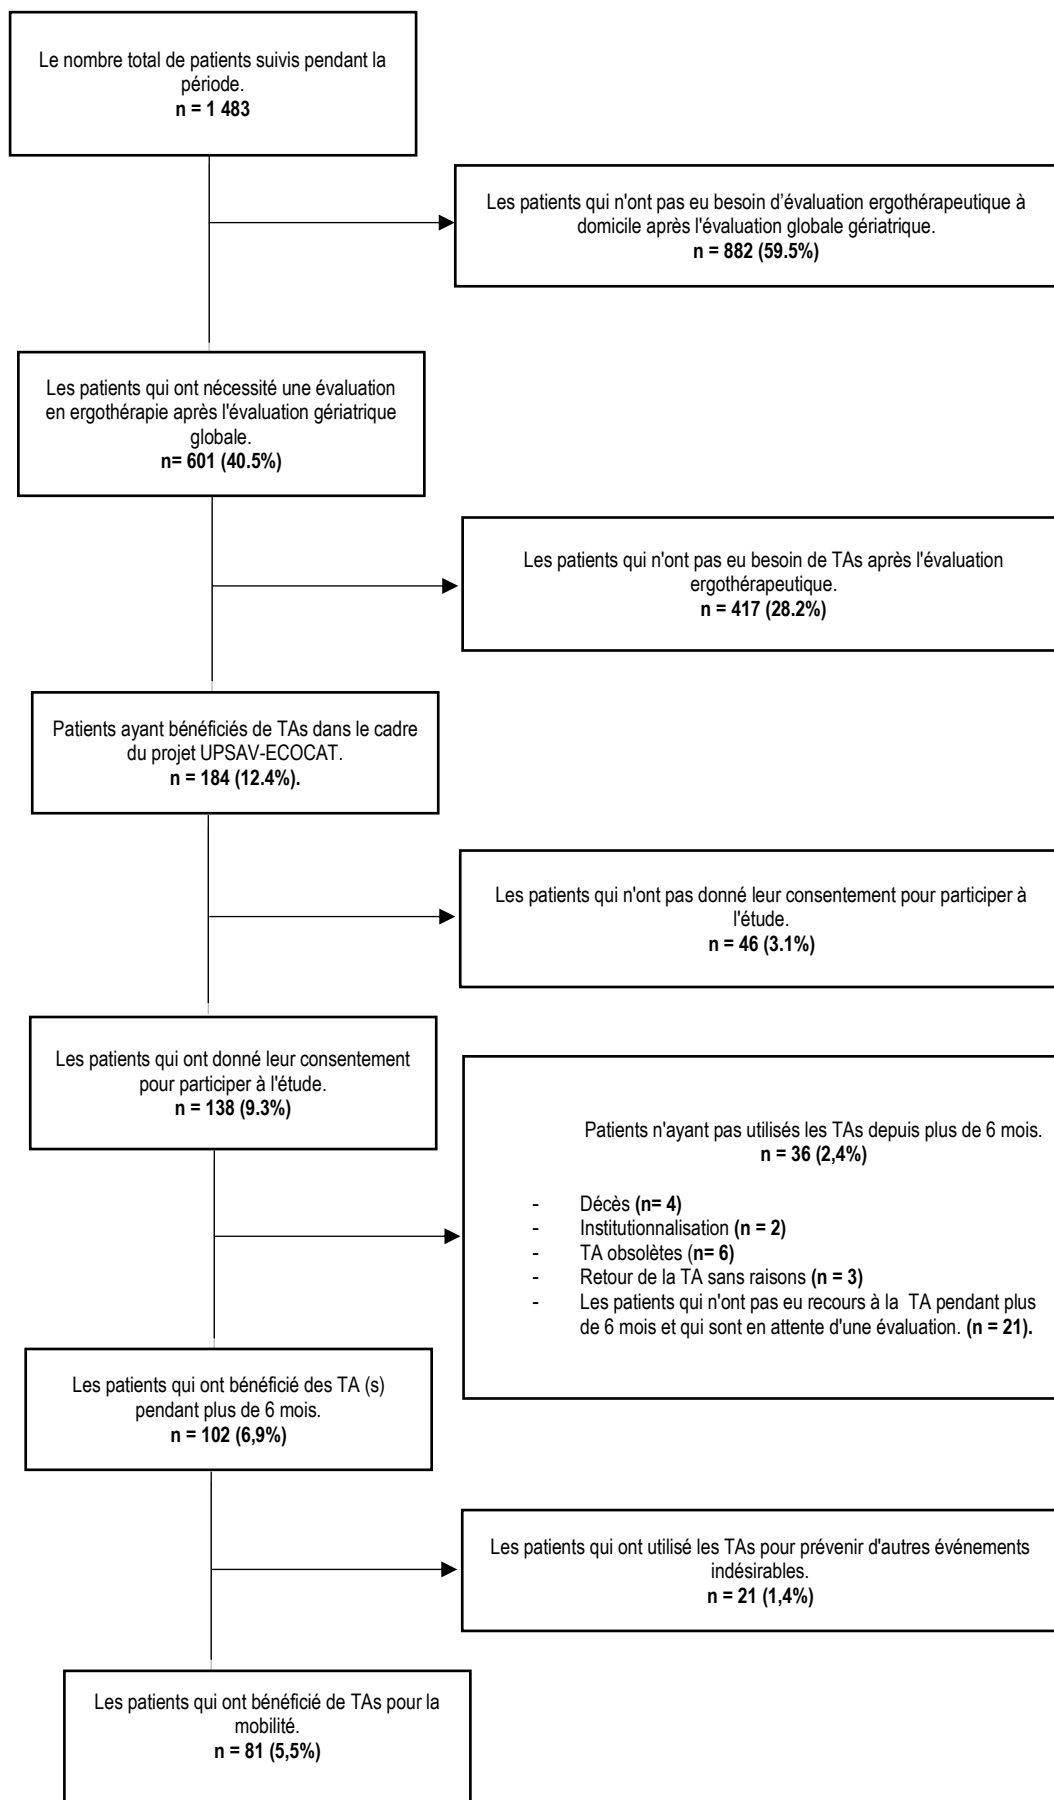 Le nombre total de patients suivis pendant la
période.
n = 1 483
Les patients qui n'ont pas eu besoin d’évaluation ergothérapeutique à
domicile après l'évaluation globale gériatrique.
n = 882 (59.5%)
Les patients qui ont nécessité une évaluation
en ergothérapie après l'évaluation gériatrique
globale.
n= 601 (40.5%)
Les patients qui n'ont pas eu besoin de TAs après l'évaluation
ergothérapeutique.
n = 417 (28.2%)
Patients ayant bénéficiés de TAs dans le cadre
du projet UPSAV-ECOCAT.
n = 184 (12.4%).
Les patients qui n'ont pas donné leur consentement pour participer à
l'étude.
n = 46 (3.1%)
Les patients qui ont donné leur consentement
pour participer à l'étude.
n = 138 (9.3%)
Patients n'ayant pas utilisés les TAs depuis plus de 6 mois.
n = 36 (2,4%)
- Décès (n= 4)
- Institutionnalisation (n = 2)
- TA obsolètes (n= 6)
- Retour de la TA sans raisons (n = 3)
- Les patients qui n'ont pas eu recours à la TA pendant plus
de 6 mois et qui sont en attente d'une évaluation. (n = 21).
Les patients qui ont bénéficié des TA (s)
pendant plus de 6 mois.
n = 102 (6,9%)
Les patients qui ont utilisé les TAs pour prévenir d'autres événements
indésirables.
n = 21 (1,4%)
Les patients qui ont bénéficié de TAs pour la
mobilité.
n = 81 (5,5%)